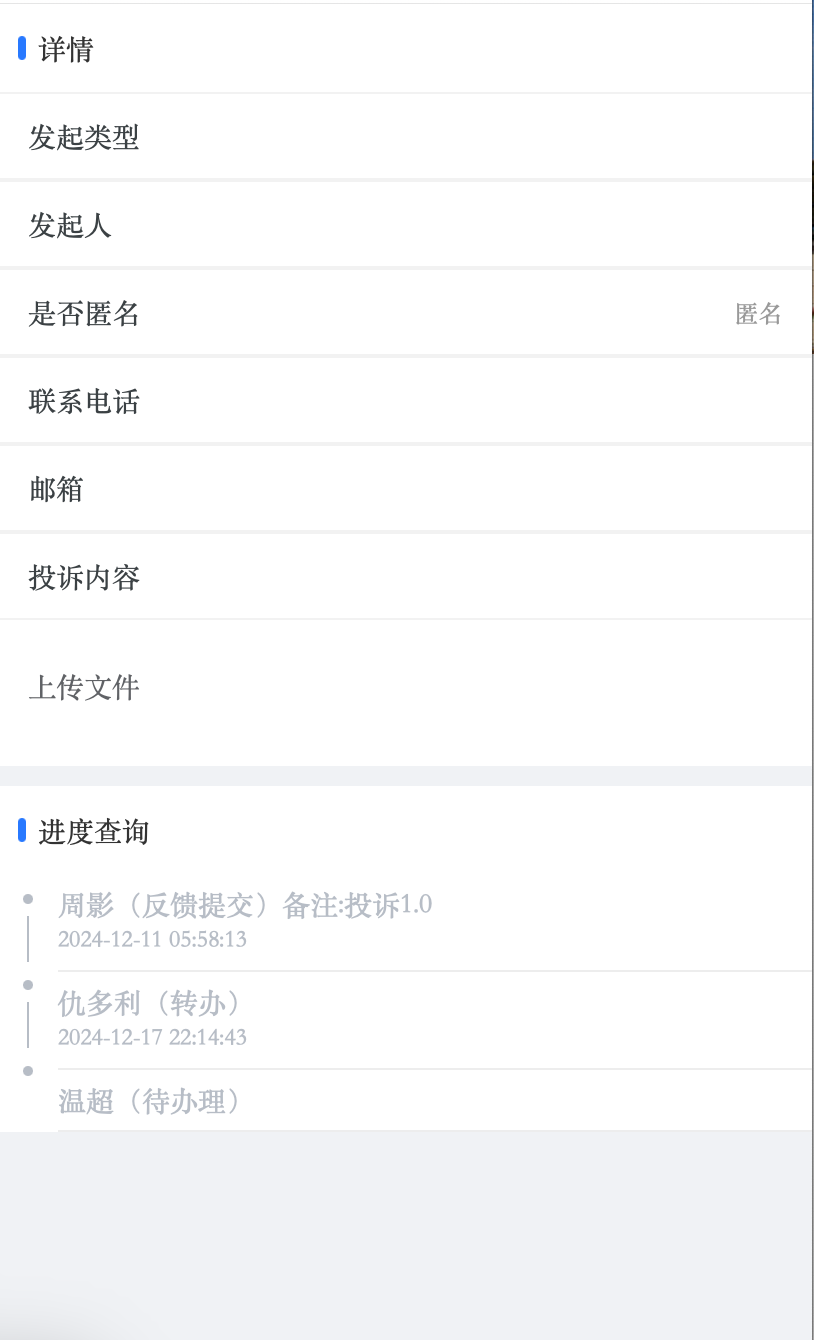 详情
发起类型
发起人
是否匿名 匿名
联系电话
邮箱
投诉内容
上传文件
进度查询
周影（反馈提交）备注:投诉1.0
2024-12-11 05:58:13
仇多利（转办）
2024-12-17 22:14:43
温超（待办理）